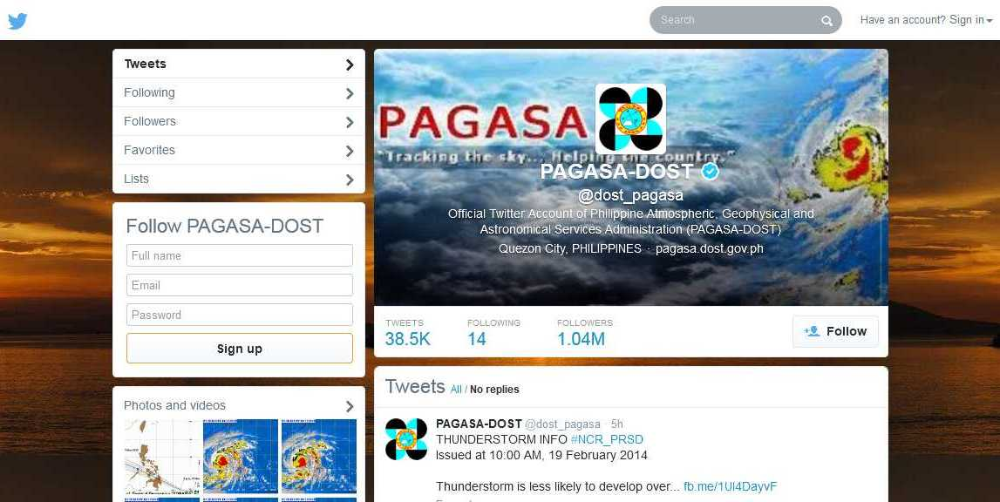 Search
Have an account? Sign in
Tweets
Following
Followers
Favorites
Lists
Follow PAGASA-DOST
Full name
Email
Password
Sign up
Photos and videos
PAGASA
"Tracking the sky... Helping the country."
PAGASA-DOST
@dost_pagasa
Official Twitter Account of Philippine Atmospheric, Geophysical and
Astronomical Services Administration (PAGASA-DOST)
Quezon City, PHILIPPINES · pagasa.dost.gov.ph
TWEETS FOLLOWING FOLLOWERS
38.5K 14 1.04M
Follow
Tweets All / No replies
PAGASA-DOST @dost_pagasa · 5h
THUNDERSTORM INFO #NCR_PRSD
Issued at 10:00 AM, 19 February 2014
Thunderstorm is less likely to develop over... fb.me/1Ul4DayvF